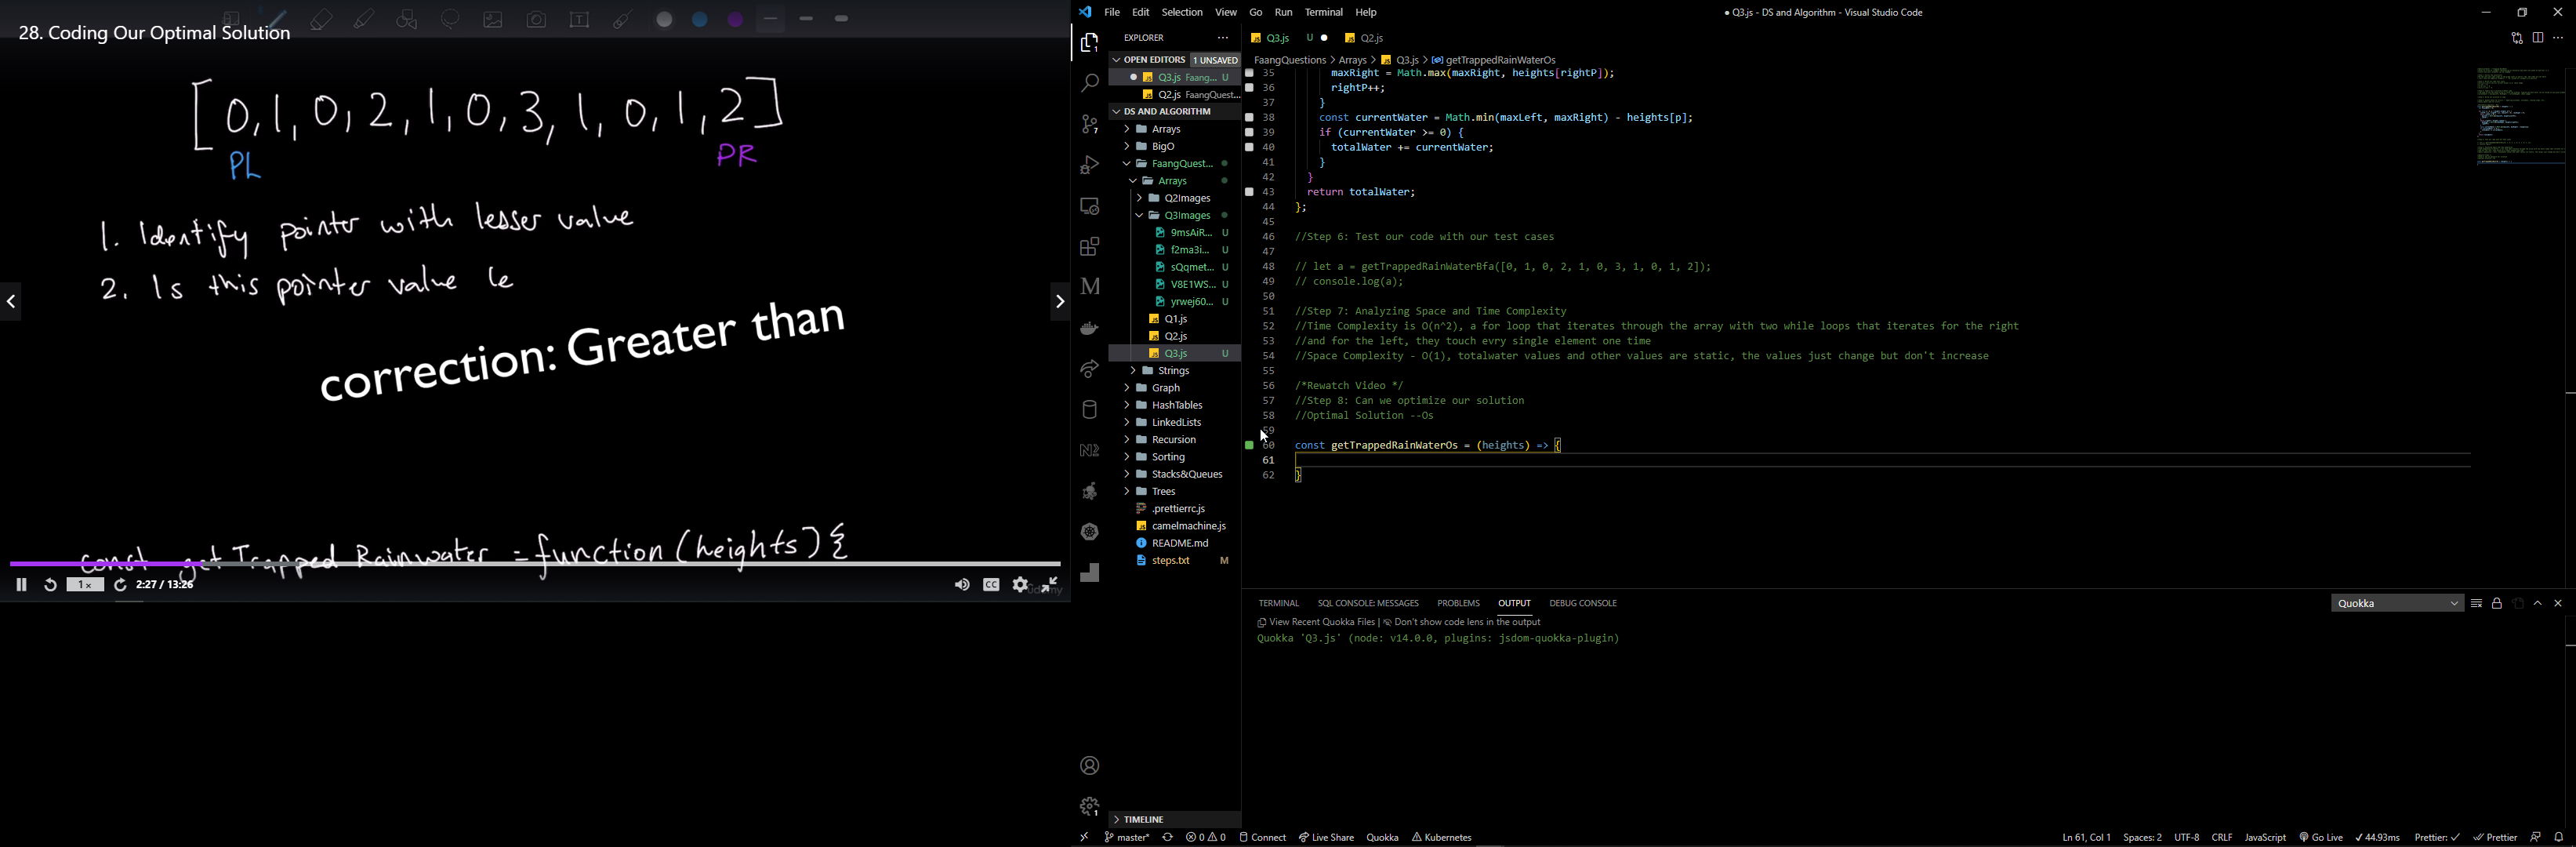 28. Coding Our Optimal Solution
[0,1,0,2,1,0,3,1,0,1,2]
PL
PR
1. Identify pointer with lesser value
2. Is this pointer value le
correction: Greater than
const getTrappedRainwater = function(heights){
1x
2:27 / 13:26
CC
udemy
File Edit Selection View Go Run Terminal Help
● Q3.js - DS and Algorithm - Visual Studio Code
EXPLORER
OPEN EDITORS 1 UNSAVED
Q3.js Faang... U
Q2.js FaangQuest...
DS AND ALGORITHM
Arrays
BigO
FaangQuest...
Arrays
Q2Images
Q3Images
9msAiR... U
f2ma3i... U
sQqmet... U
V8E1WS... U
yrwej60... U
Q1.js
Q2.js
Q3.js U
Strings
Graph
HashTables
LinkedLists
Recursion
Sorting
Stacks&Queues
Trees
.prettierrc.js
camelmachine.js
README.md
steps.txt M
TIMELINE
Q3.js U Q2.js
FaangQuestions > Arrays > Q3.js > getTrappedRainWaterOs
35 maxRight = Math.max(maxRight, heights[rightP]);
36 rightP++;
37 }
38 const currentWater = Math.min(maxLeft, maxRight) - heights[p];
39 if (currentWater >= 0) {
40 totalWater += currentWater;
41 }
42 }
43 return totalWater;
44 };
45
46 //Step 6: Test our code with our test cases
47
48 // let a = getTrappedRainWaterBfa([0, 1, 0, 2, 1, 0, 3, 1, 0, 1, 2]);
49 // console.log(a);
50
51 //Step 7: Analyzing Space and Time Complexity
52 //Time Complexity is O(n^2), a for loop that iterates through the array with two while loops that iterates for the right
53 //and for the left, they touch evry single element one time
54 //Space Complexity - O(1), totalwater values and other values are static, the values just change but don't increase
55
56 /*Rewatch Video */
57 //Step 8: Can we optimize our solution
58 //Optimal Solution --Os
59
60 const getTrappedRainWaterOs = (heights) => {
61
62 }
TERMINAL SQL CONSOLE: MESSAGES PROBLEMS OUTPUT DEBUG CONSOLE
Quokka
View Recent Quokka Files | Don't show code lens in the output
Quokka 'Q3.js' (node: v14.0.0, plugins: jsdom-quokka-plugin)
master* 0 0 Connect Live Share Quokka Kubernetes
Ln 61, Col 1 Spaces: 2 UTF-8 CRLF JavaScript Go Live ✓ 44.93ms Prettier: ✓ Prettier